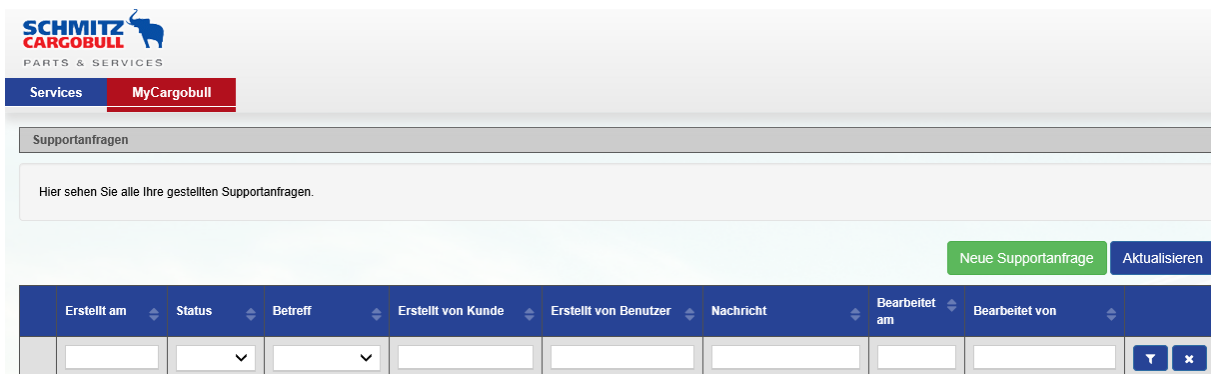 SCHMITZ
CARGOBULL
PARTS & SERVICES
Services MyCargobull
Supportanfragen
Hier sehen Sie alle Ihre gestellten Supportanfragen.
Neue Supportanfrage Aktualisieren
Erstellt am Status Betreff Erstellt von Kunde Erstellt von Benutzer Nachricht Bearbeitet am Bearbeitet von